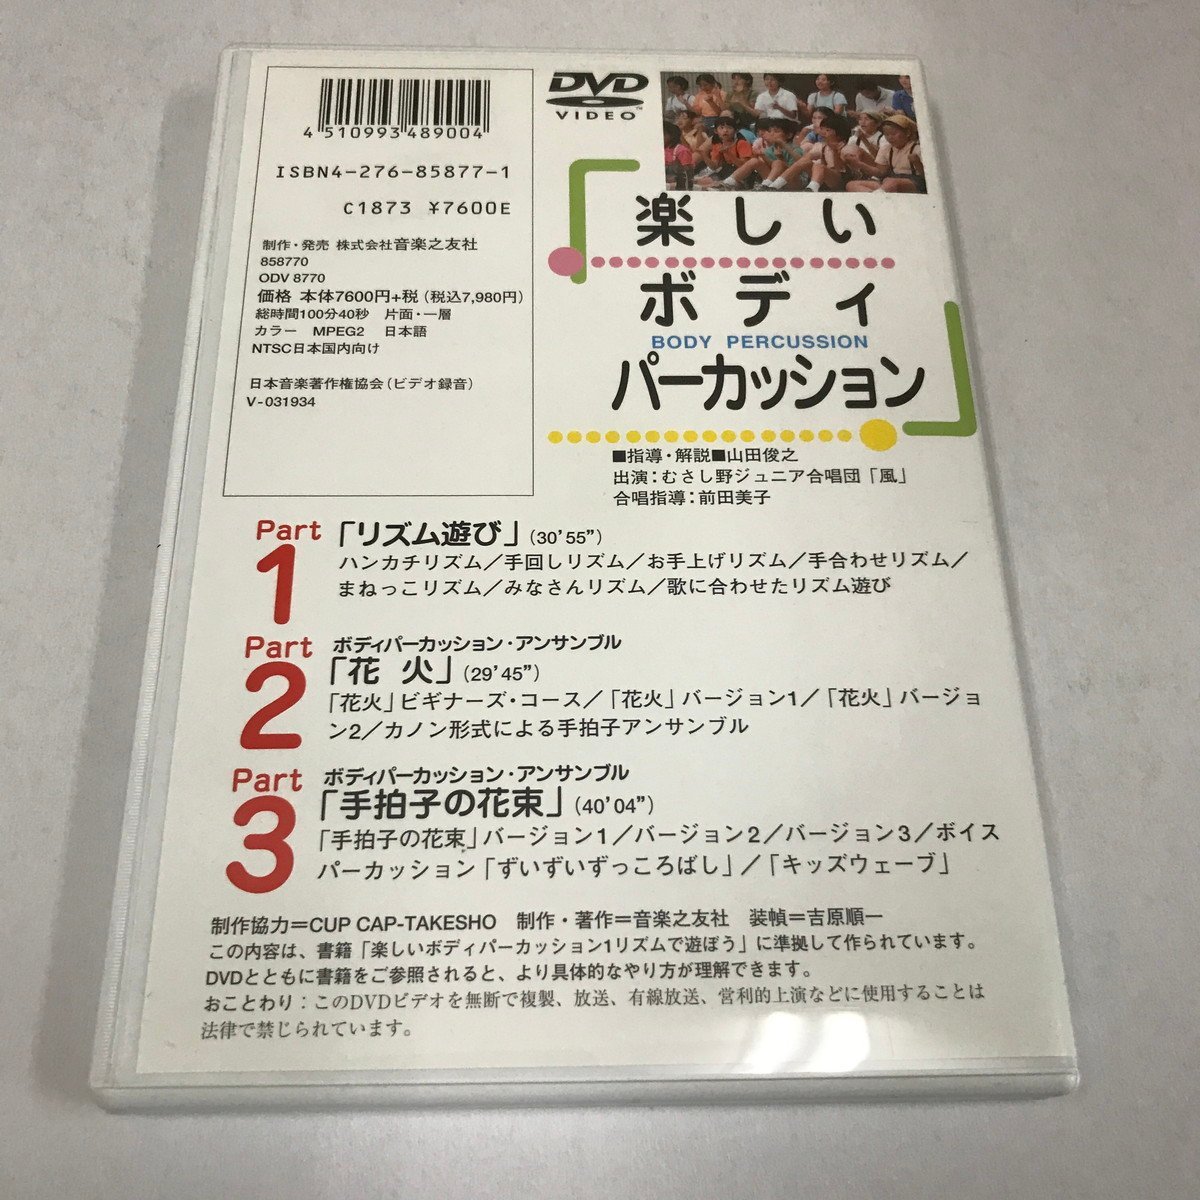 4510993489004
ISBN4-276-85877-1
C1873 ¥7600E
制作・発売 株式会社音楽之友社
858770
ODV 8770
価格 本体7600円+税(税込7,980円)
総時間100分40秒 片面・一層
カラー MPEG2 日本語
NTSC日本国内向け
日本音楽著作権協会(ビデオ録音)
V-031934
DVD
VIDEO™
「楽しい
ボディ
BODY PERCUSSION
パーカッション」
■指導・解説■山田俊之
出演:むさし野ジュニア合唱団「風」
合唱指導:前田美子
Part 1 「リズム遊び」(30'55")
ハンカチリズム/手回しリズム/お手上げリズム/手合わせリズム/
まねっこリズム/みなさんリズム/歌に合わせたリズム遊び
Part 2 ボディパーカッション・アンサンブル
「花 火」(29'45")
「花火」ビギナーズ・コース/「花火」バージョン1/「花火」バージョ
ン2/カノン形式による手拍子アンサンブル
Part 3 ボディパーカッション・アンサンブル
「手拍子の花束」(40'04")
「手拍子の花束」バージョン1/バージョン2/バージョン3/ボイス
パーカッション「ずいずいずっころばし」/「キッズウェーブ」
制作協力=CUP CAP-TAKESHO 制作・著作=音楽之友社 装幀=吉原順一
この内容は、書籍「楽しいボディパーカッション1リズムで遊ぼう」に準拠して作られています。
DVDとともに書籍をご参照されると、より具体的なやり方が理解できます。
おことわり:このDVDビデオを無断で複製、放送、有線放送、営利的上演などに使用することは
法律で禁じられています。